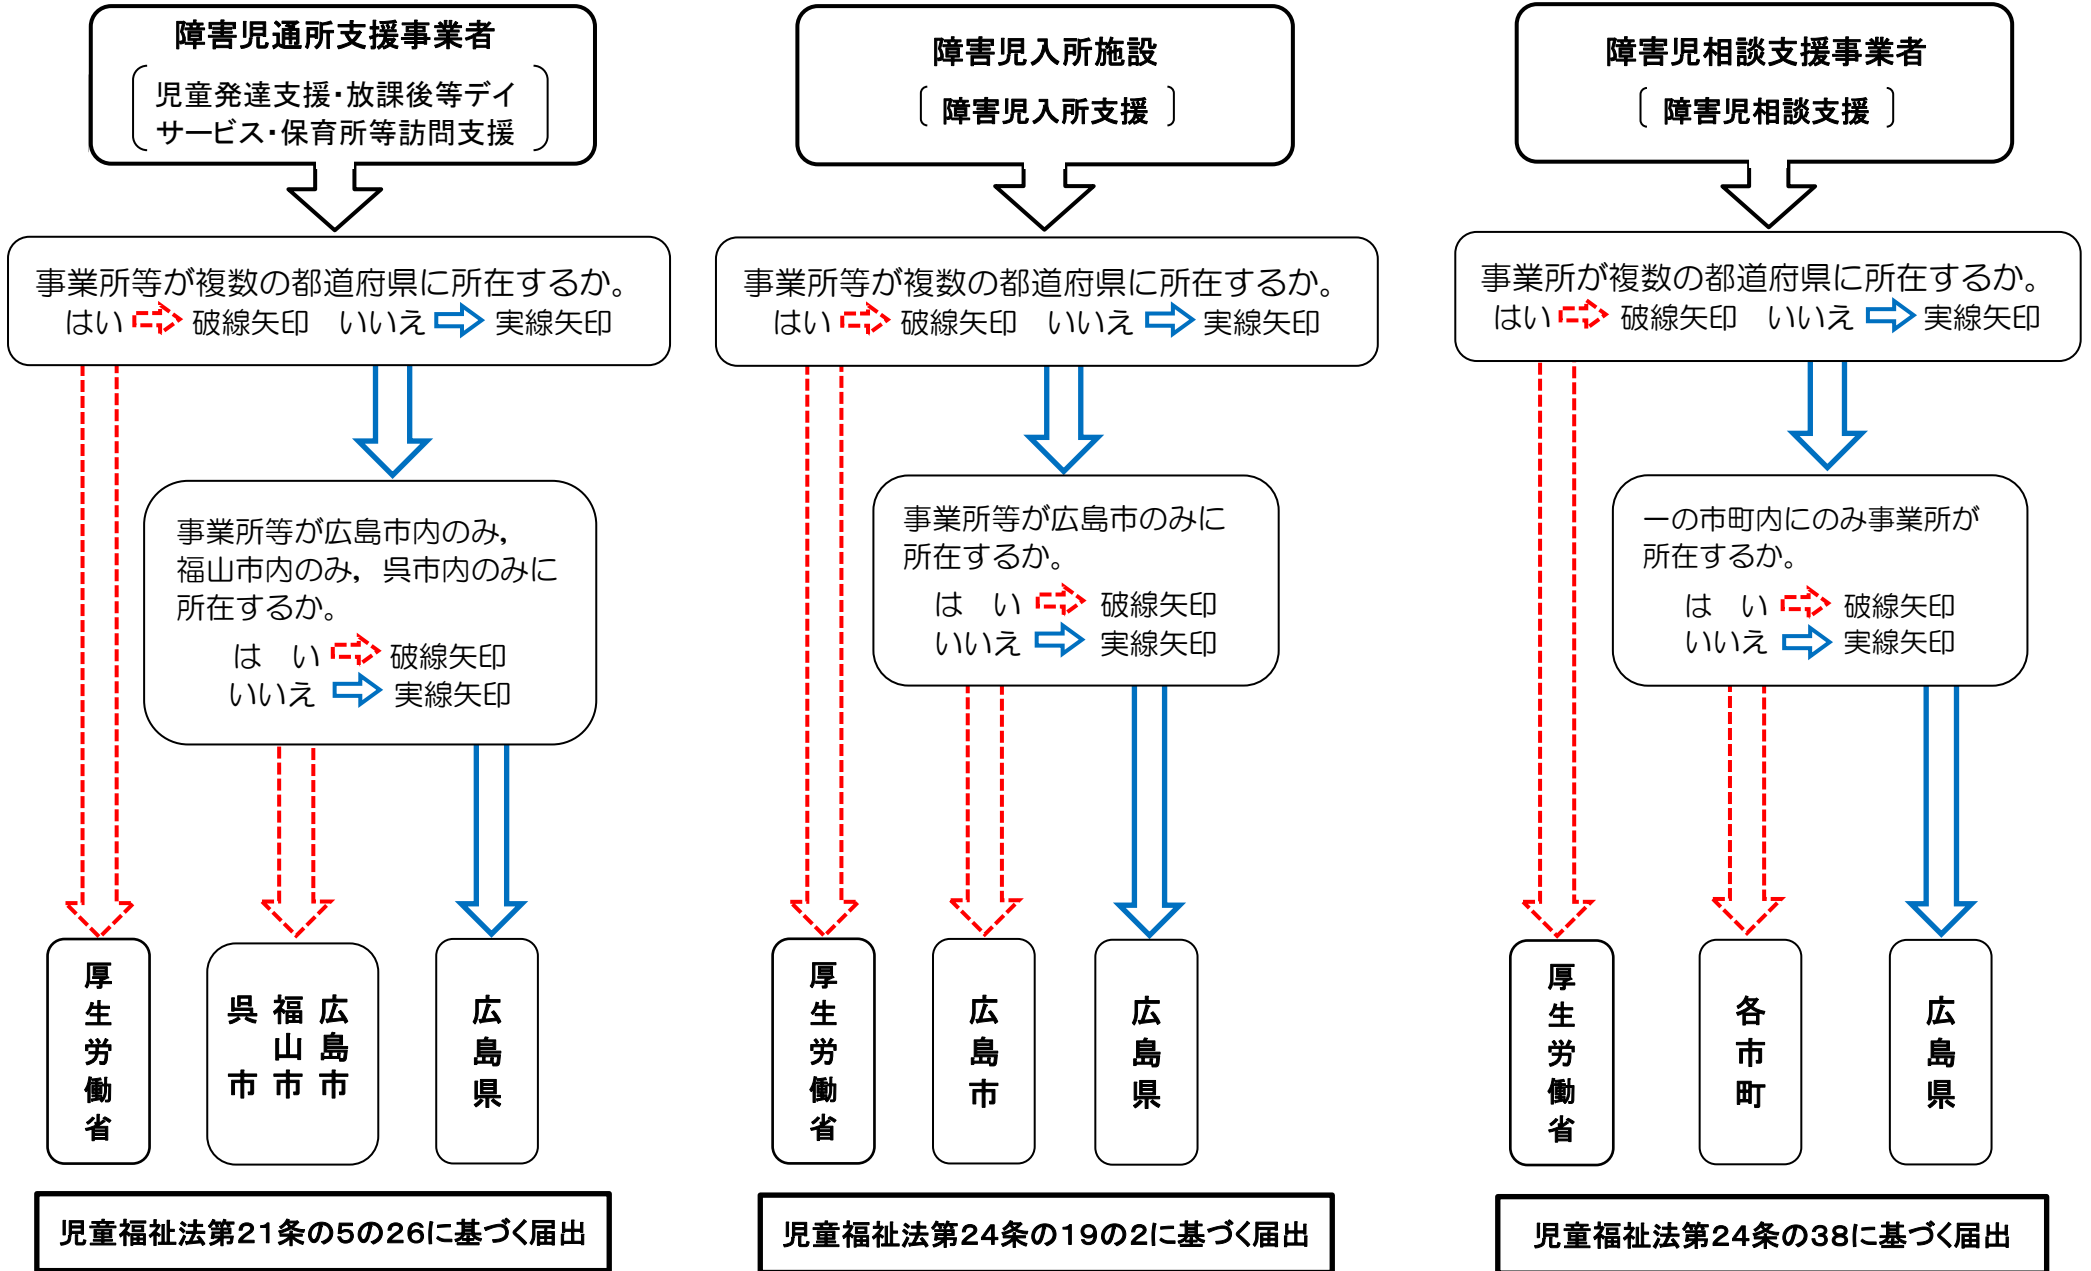 障害児通所支援事業者
児童発達支援・放課後等デイ
サービス・保育所等訪問支援
事業所等が複数の都道府県に所在するか。
はい 破線矢印 いいえ 実線矢印
事業所等が広島市内のみ，
福山市内のみ，呉市内のみに
所在するか。
は い 破線矢印
いいえ 実線矢印
厚生労働省
広島市
福山市
呉市
広島県
児童福祉法第21条の5の26に基づく届出
障害児入所施設
障害児入所支援
事業所等が複数の都道府県に所在するか。
はい 破線矢印 いいえ 実線矢印
事業所等が広島市のみに
所在するか。
は い 破線矢印
いいえ 実線矢印
厚生労働省
広島市
広島県
児童福祉法第24条の19の2に基づく届出
障害児相談支援事業者
障害児相談支援
事業所が複数の都道府県に所在するか。
はい 破線矢印 いいえ 実線矢印
一の市町内にのみ事業所が
所在するか。
は い 破線矢印
いいえ 実線矢印
厚生労働省
各市町
広島県
児童福祉法第24条の38に基づく届出